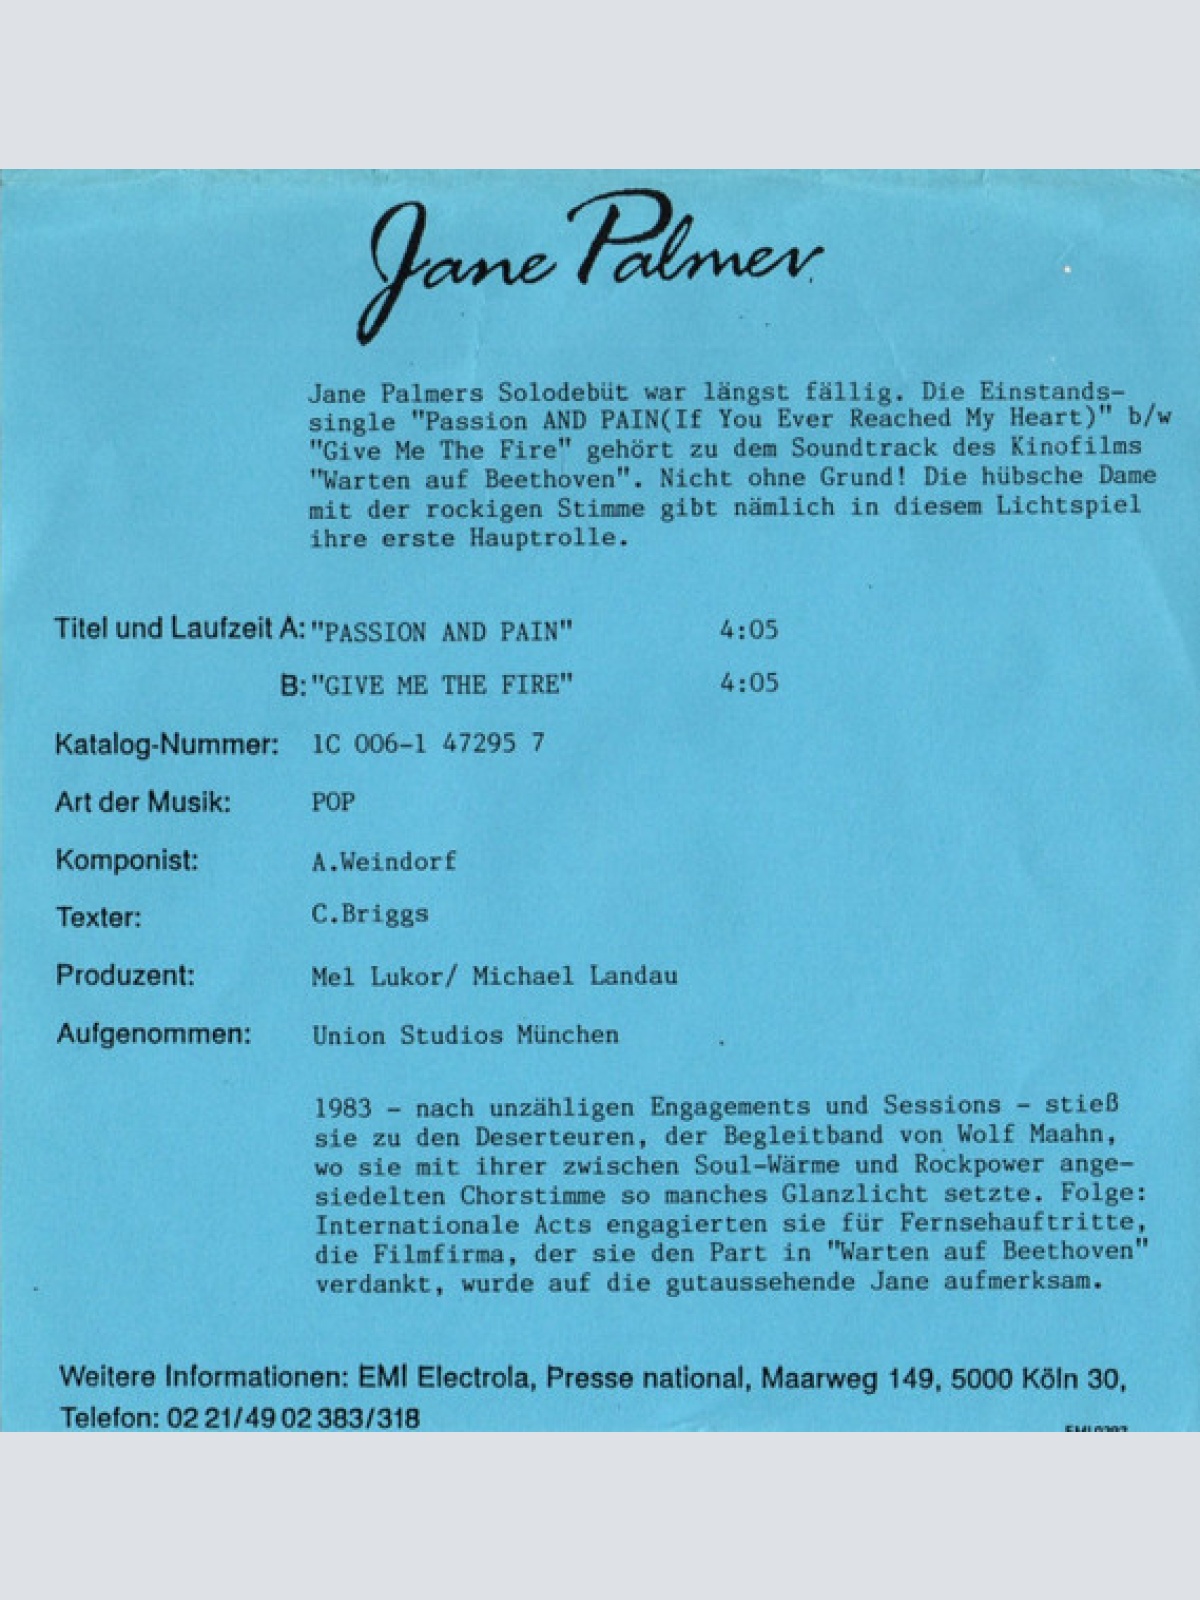 Jane Palmer
Jane Palmers Solodebüt war längst fällig. Die Einstands-
single "Passion AND PAIN(If You Ever Reached My Heart)" b/w
"Give Me The Fire" gehört zu dem Soundtrack des Kinofilms
"Warten auf Beethoven". Nicht ohne Grund! Die hübsche Dame
mit der rockigen Stimme gibt nämlich in diesem Lichtspiel
ihre erste Hauptrolle.
Titel und Laufzeit A: "PASSION AND PAIN" 4:05
B: "GIVE ME THE FIRE" 4:05
Katalog-Nummer: 1C 006-1 47295 7
Art der Musik: POP
Komponist: A.Weindorf
Texter: C.Briggs
Produzent: Mel Lukor/ Michael Landau
Aufgenommen: Union Studios München
1983 - nach unzähligen Engagements und Sessions - stieß
sie zu den Deserteuren, der Begleitband von Wolf Maahn,
wo sie mit ihrer zwischen Soul-Wärme und Rockpower ange-
siedelten Chorstimme so manches Glanzlicht setzte. Folge:
Internationale Acts engagierten sie für Fernsehauftritte,
die Filmfirma, der sie den Part in "Warten auf Beethoven"
verdankt, wurde auf die gutaussehende Jane aufmerksam.
Weitere Informationen: EMI Electrola, Presse national, Maarweg 149, 5000 Köln 30,
Telefon: 02 21/49 02 383/318